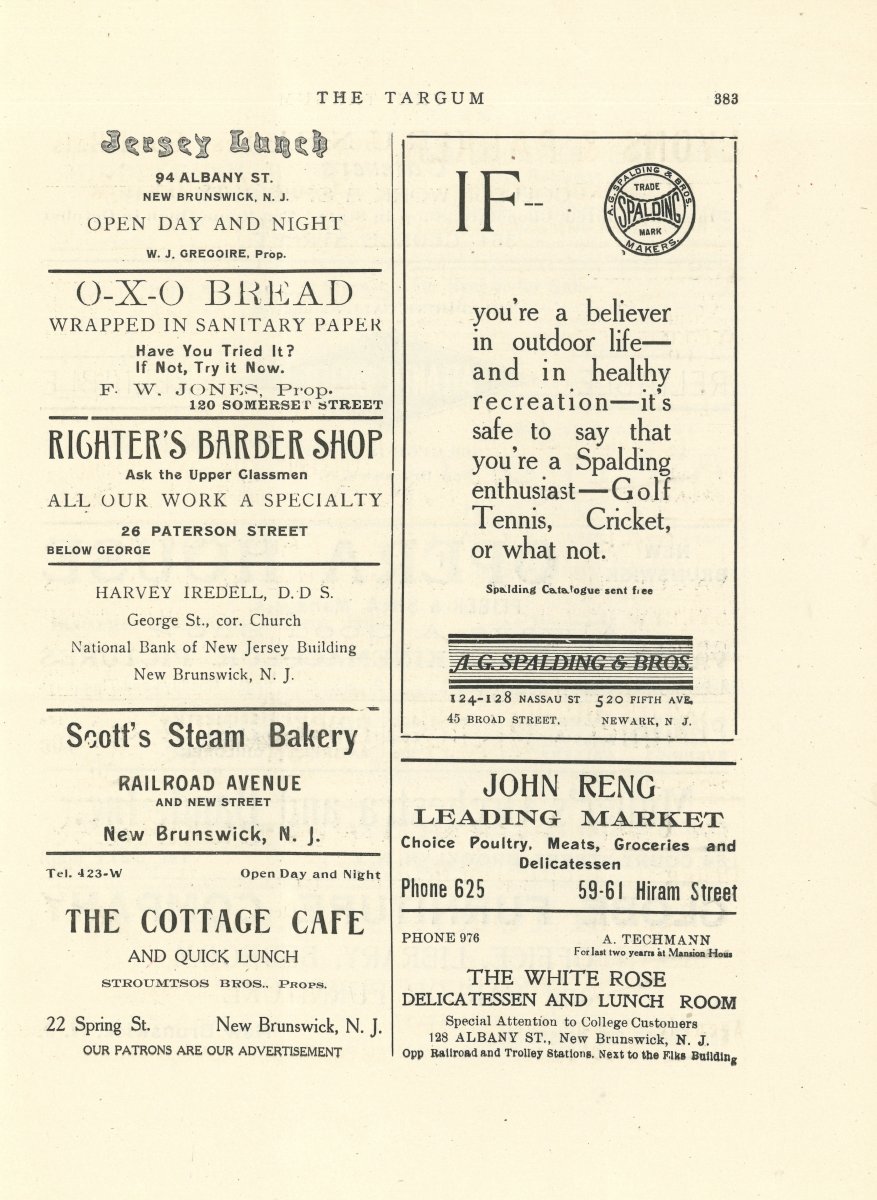 THE TARGUM
383
Jersey Lunch
94 ALBANY ST.
NEW BRUNSWICK, N. J.
OPEN DAY AND NIGHT
W. J. GREGOIRE, Prop.
O-X-O BREAD
WRAPPED IN SANITARY PAPER
Have You Tried It?
If Not, Try it Now.
F. W. JONES, Prop.
120 SOMERSET STREET
RIGHTER'S BARBER SHOP
Ask the Upper Classmen
ALL OUR WORK A SPECIALTY
26 PATERSON STREET
BELOW GEORGE
HARVEY IREDELL, D. D S.
George St., cor. Church
National Bank of New Jersey Building
New Brunswick, N. J.
Scott's Steam Bakery
RAILROAD AVENUE
AND NEW STREET
New Brunswick, N. J.
Tel. 423-W Open Day and Night
THE COTTAGE CAFE
AND QUICK LUNCH
STROUMTSOS BROS.. PROPS.
22 Spring St. New Brunswick, N. J.
OUR PATRONS ARE OUR ADVERTISEMENT
IF--
A. G. SPALDING & BROS.
TRADE
SPALDING
MARK
MAKERS.
you're a believer
in outdoor life—
and in healthy
recreation—it's
safe to say that
you're a Spalding
enthusiast—Golf
Tennis, Cricket,
or what not.
Spalding Catalogue sent free
A. G. SPALDING & BROS.
124-128 NASSAU ST 520 FIFTH AVE,
45 BROAD STREET. NEWARK, N J.
JOHN RENG
LEADING MARKET
Choice Poultry, Meats, Groceries and
Delicatessen
Phone 625 59-61 Hiram Street
PHONE 976 A. TECHMANN
For last two years at Mansion Hous
THE WHITE ROSE
DELICATESSEN AND LUNCH ROOM
Special Attention to College Customers
128 ALBANY ST., New Brunswick, N. J.
Opp Railroad and Trolley Stations. Next to the Elks Building